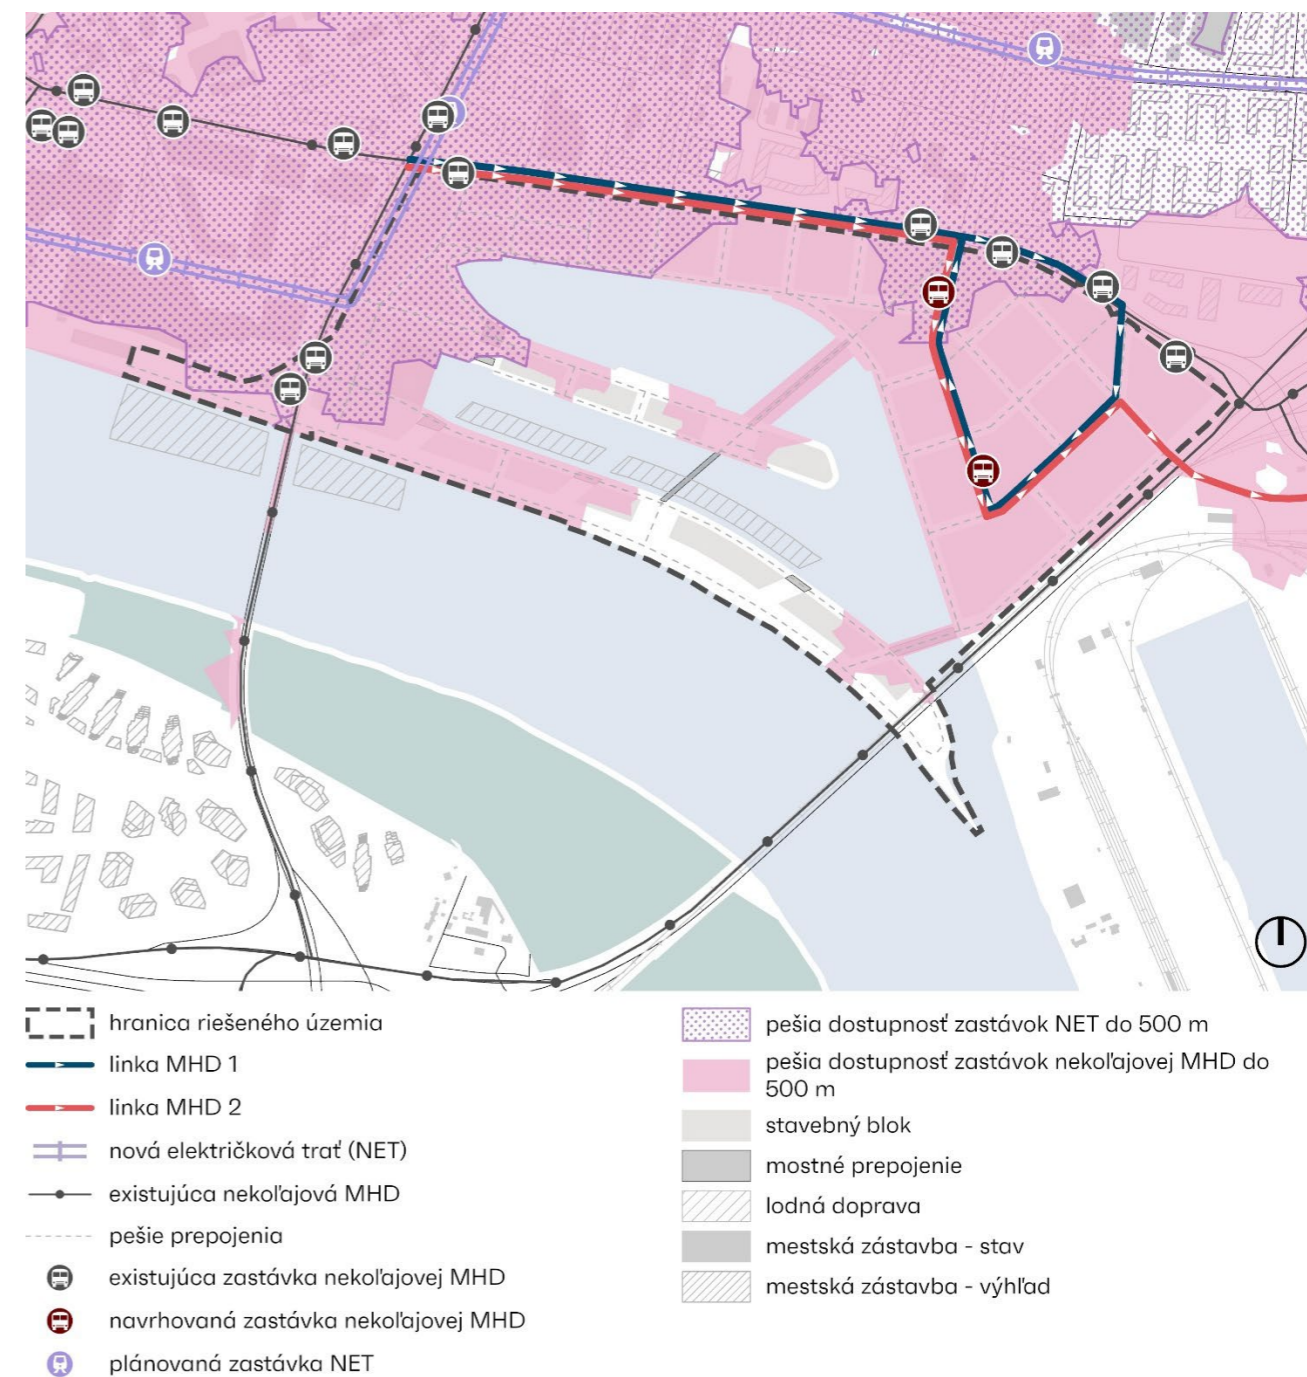 hranica riešeného územia
linka MHD 1
linka MHD 2
nová električková trať (NET)
existujúca nekoľajová MHD
pešie prepojenia
existujúca zastávka nekoľajovej MHD
navrhovaná zastávka nekoľajovej MHD
plánovaná zastávka NET
pešia dostupnosť zastávok NET do 500 m
pešia dostupnosť zastávok nekoľajovej MHD do
500 m
stavebný blok
mostné prepojenie
lodná doprava
mestská zástavba - stav
mestská zástavba - výhľad